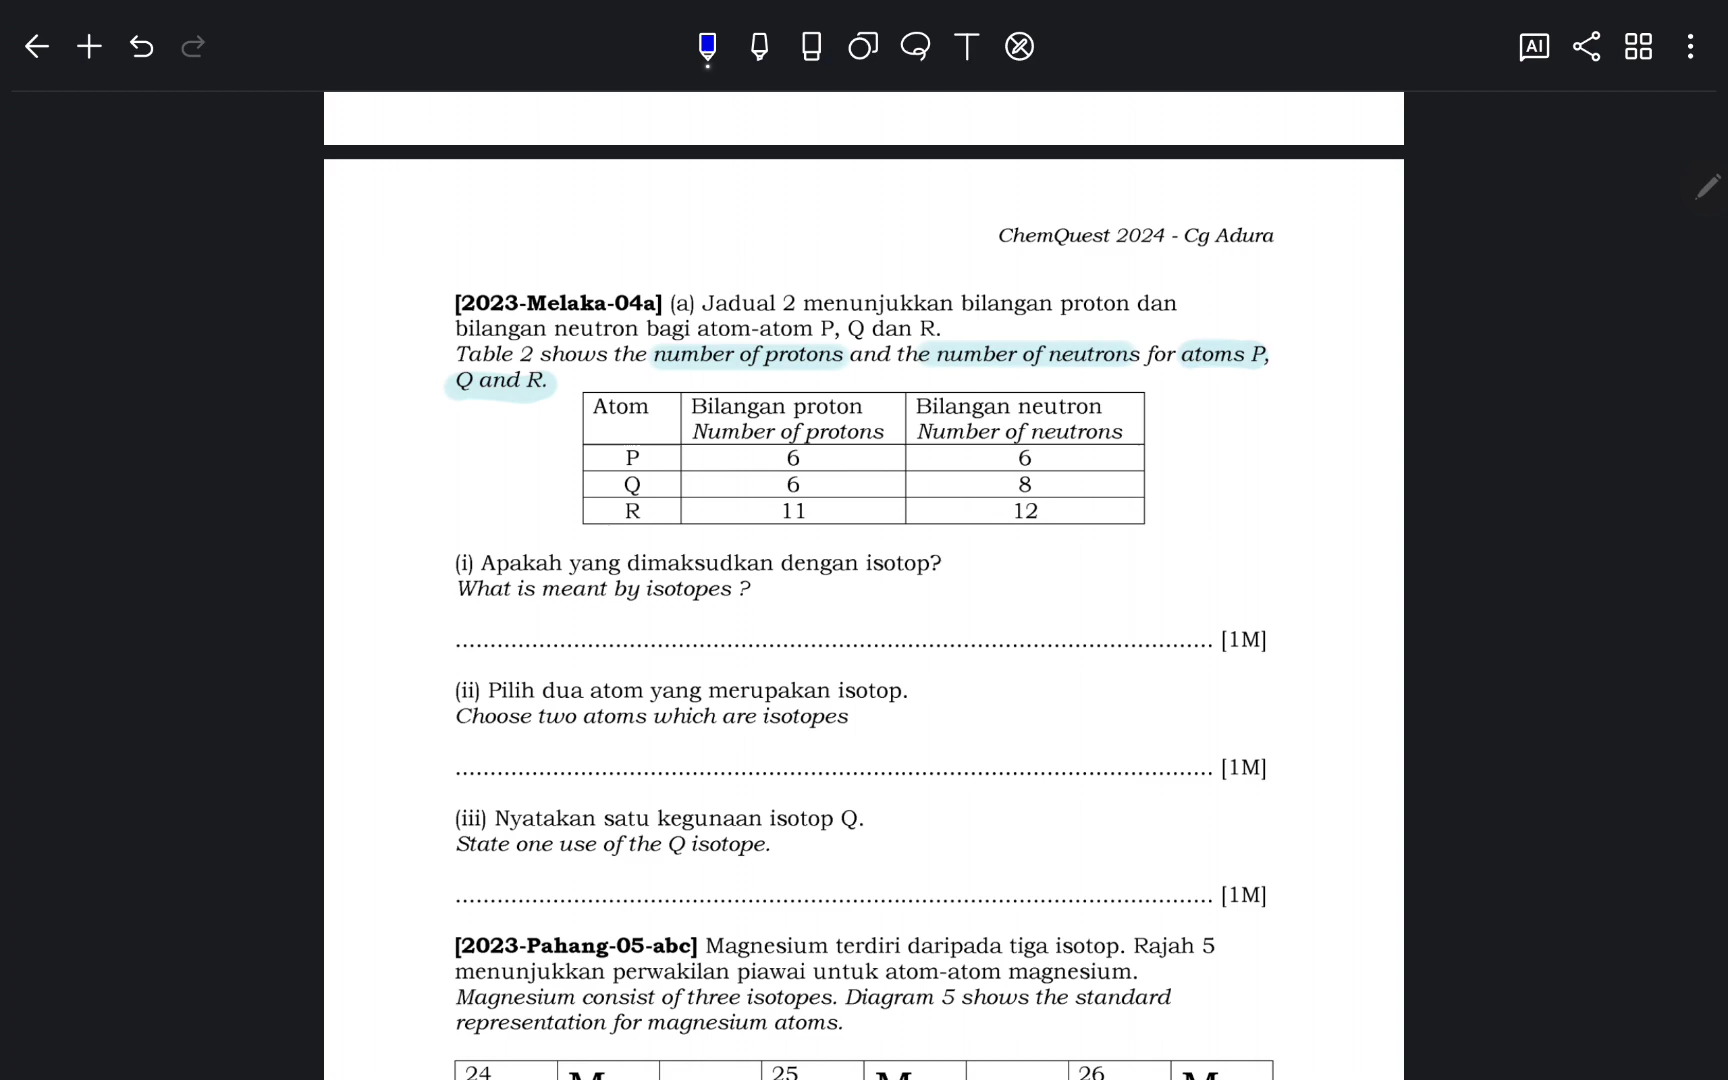 AI
T
ChemQuest 2024 - Cg Adura
[2023-Melaka-04a] (a) Jadual 2 menunjukkan bilangan proton dan
bilangan neutron bagi atom-atom P, Q dan R.
Table 2 shows the number of protons and the number of neutrons for atoms P,
Q and R.
Atom Bilangan proton Bilangan neutron
Number of protons Number of neutrons
P 6 6
Q 6 8
R 11 12
(i) Apakah yang dimaksudkan dengan isotop?
What is meant by isotopes ?
.............................................................................................................. [1M]
(ii) Pilih dua atom yang merupakan isotop.
Choose two atoms which are isotopes
.............................................................................................................. [1M]
(iii) Nyatakan satu kegunaan isotop Q.
State one use of the Q isotope.
.............................................................................................................. [1M]
[2023-Pahang-05-abc] Magnesium terdiri daripada tiga isotop. Rajah 5
menunjukkan perwakilan piawai untuk atom-atom magnesium.
Magnesium consist of three isotopes. Diagram 5 shows the standard
representation for magnesium atoms.
24 25 26